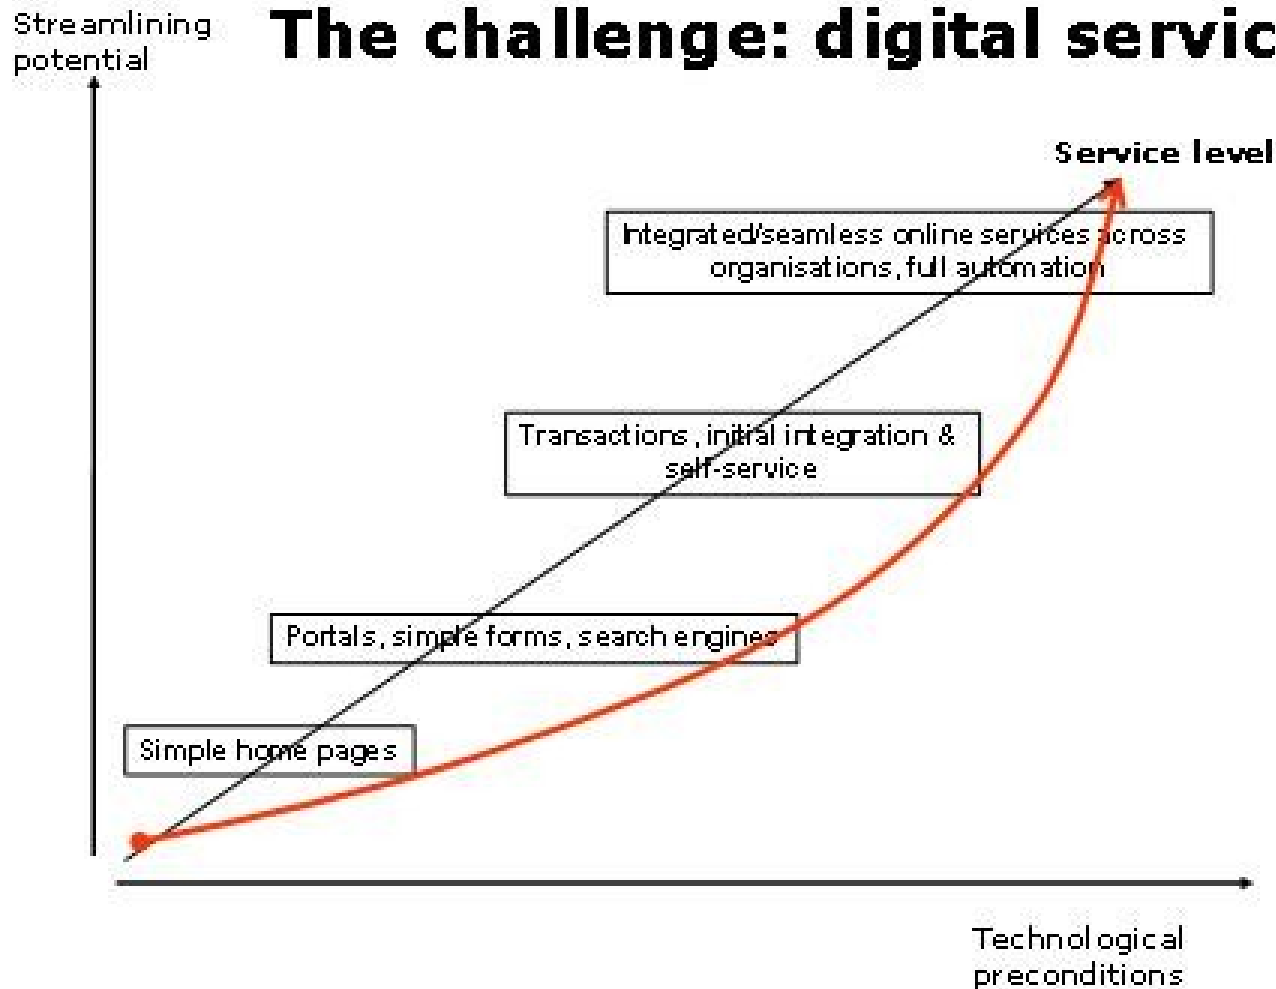 Streamlining
potential
The challenge: digital servic
Service level
Integrated/seamless online services across
organisations, full automation
Transactions, initial integration &
self-service
Portals, simple forms, search engines
Simple home pages
Technological
preconditions